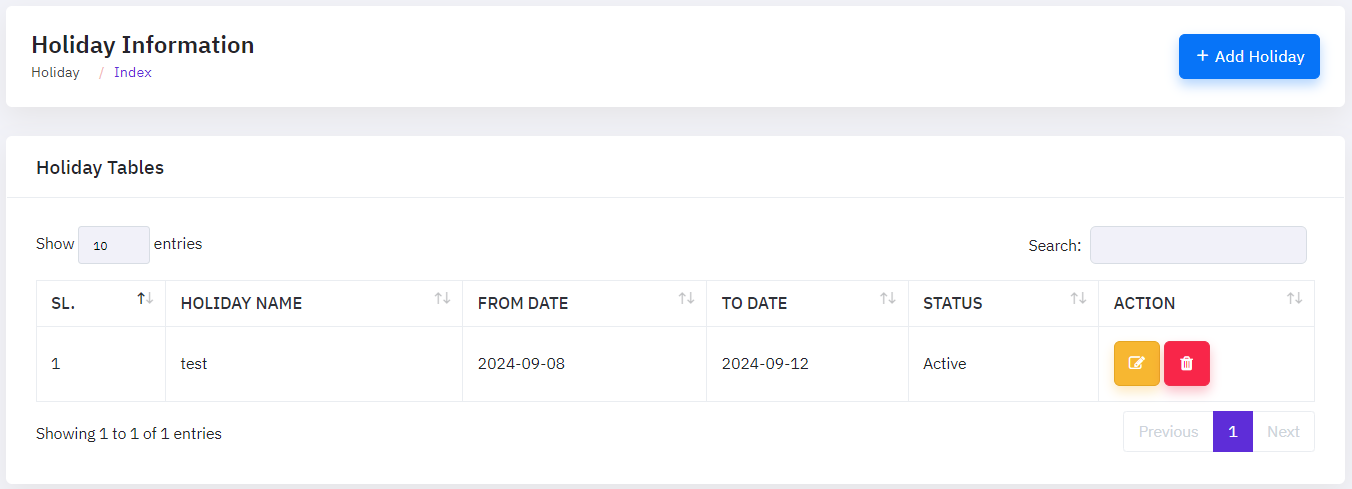 Holiday Information
Holiday / Index
+ Add Holiday
Holiday Tables
Show 10 entries
Search:
SL. HOLIDAY NAME FROM DATE TO DATE STATUS ACTION
1 test 2024-09-08 2024-09-12 Active
Showing 1 to 1 of 1 entries
Previous 1 Next